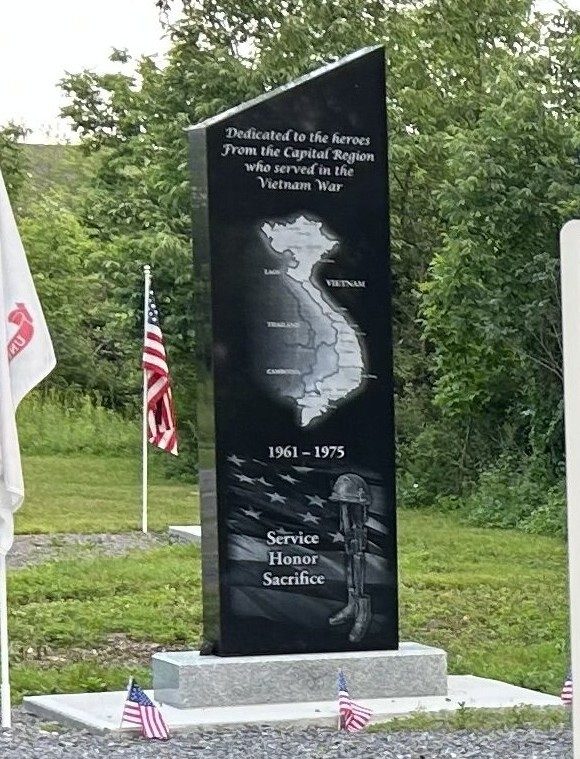 Dedicated to the heroes
From the Capital Region
who served in the
Vietnam War
LAOS
VIETNAM
THAILAND
CAMBODIA
1961 – 1975
Service
Honor
Sacrifice